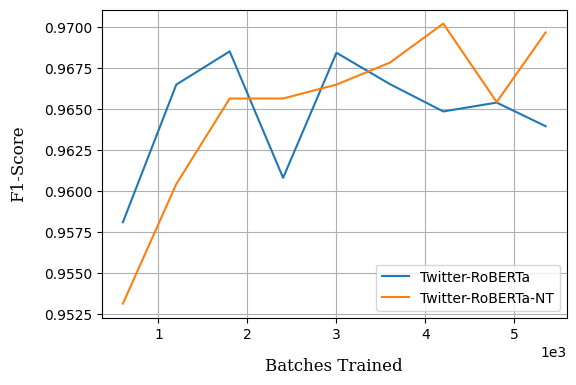 0.9700
0.9675
0.9650
0.9625
0.9600
0.9575
0.9550
0.9525
F1-Score
Twitter-RoBERTa
Twitter-RoBERTa-NT
1 2 3 4 5
1e3
Batches Trained